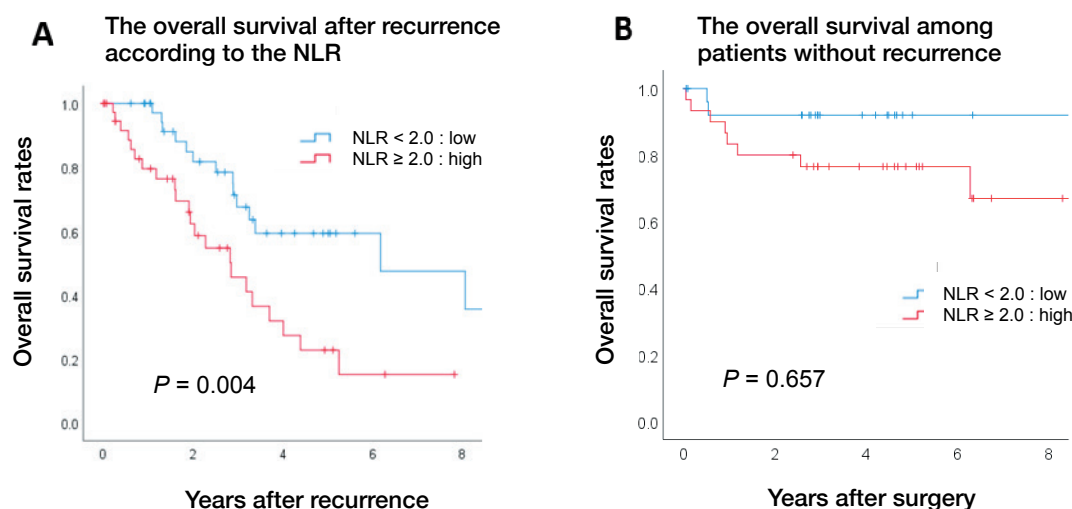 A
The overall survival after recurrence
according to the NLR
Overall survival rates
1.0
0.8
0.6
0.4
0.2
0.0
NLR < 2.0 : low
NLR ≥ 2.0 : high
P = 0.004
0 2 4 6 8
Years after recurrence
B
The overall survival among
patients without recurrence
Overall survival rates
1.0
0.8
0.6
0.4
0.2
0.0
NLR < 2.0 : low
NLR ≥ 2.0 : high
P = 0.657
0 2 4 6 8
Years after surgery